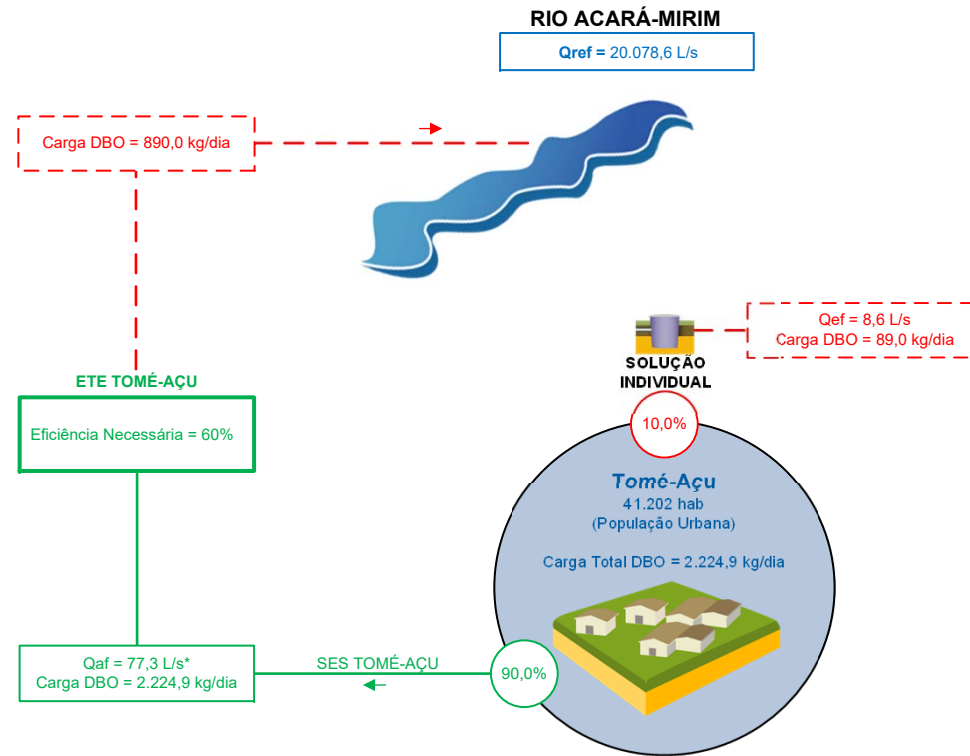 RIO ACARÁ-MIRIM
Qref = 20.078,6 L/s
Carga DBO = 890,0 kg/dia
Qef = 8,6 L/s
Carga DBO = 89,0 kg/dia
SOLUÇÃO
INDIVIDUAL
ETE TOMÉ-AÇU
Eficiência Necessária = 60%
10,0%
Tomé-Açu
41.202 hab
(População Urbana)
Carga Total DBO = 2.224,9 kg/dia
Qaf = 77,3 L/s*
Carga DBO = 2.224,9 kg/dia
SES TOMÉ-AÇU
90,0%